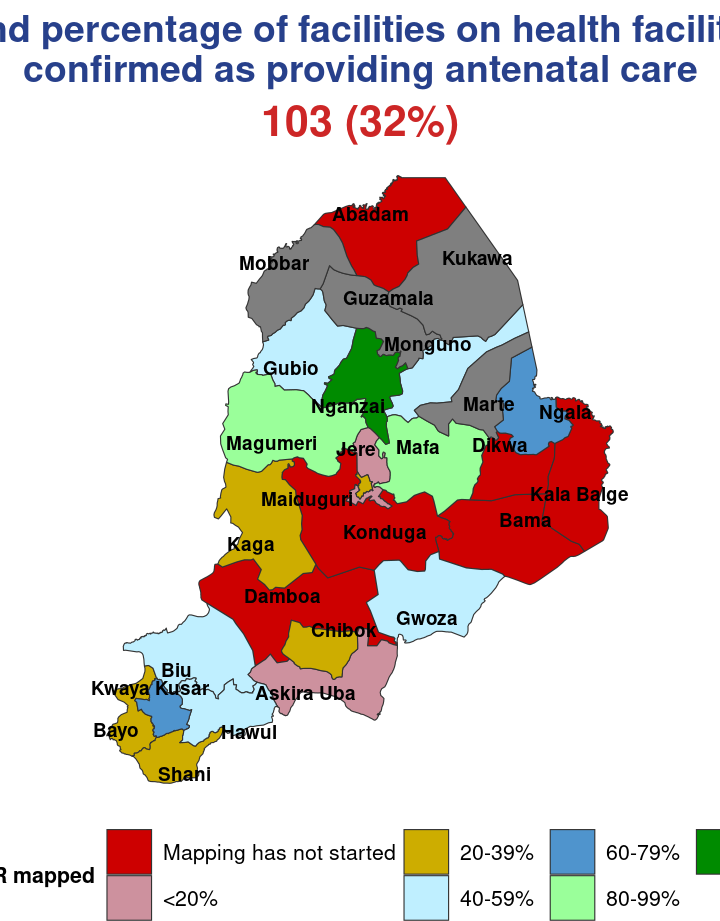 nd percentage of facilities on health facilit
confirmed as providing antenatal care
103 (32%)
Abadam
Mobbar
Kukawa
Guzamala
Monguno
Gubio
Nganzai
Marte
Ngala
Magumeri
Jere
Mafa
Dikwa
Maiduguri
Kala Balge
Konduga
Bama
Kaga
Damboa
Gwoza
Chibok
Biu
Kwaya Kusar
Askira Uba
Bayo
Hawul
Shani
R mapped
Mapping has not started
20-39%
60-79%
<20%
40-59%
80-99%